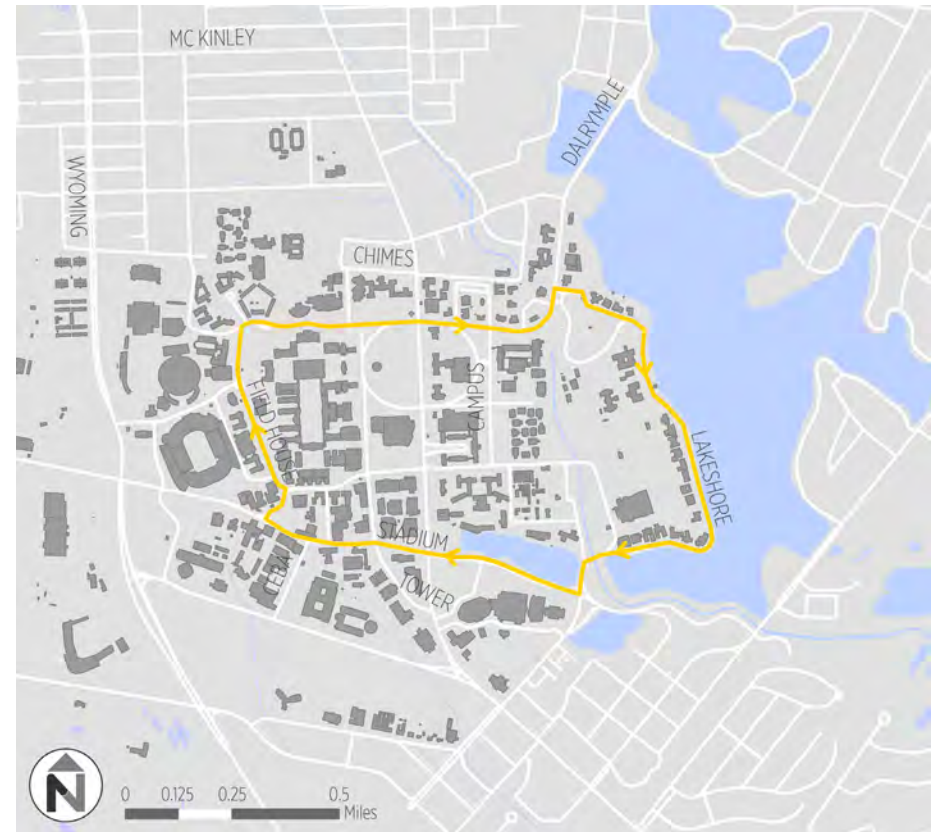 MC KINLEY
DALRYMPLE
WYOMING
CHIMES
FIELD HOUSE
CAMPUS
LAKESHORE
STADIUM
CEBA
TOWER
N
0 0.125 0.25 0.5
Miles